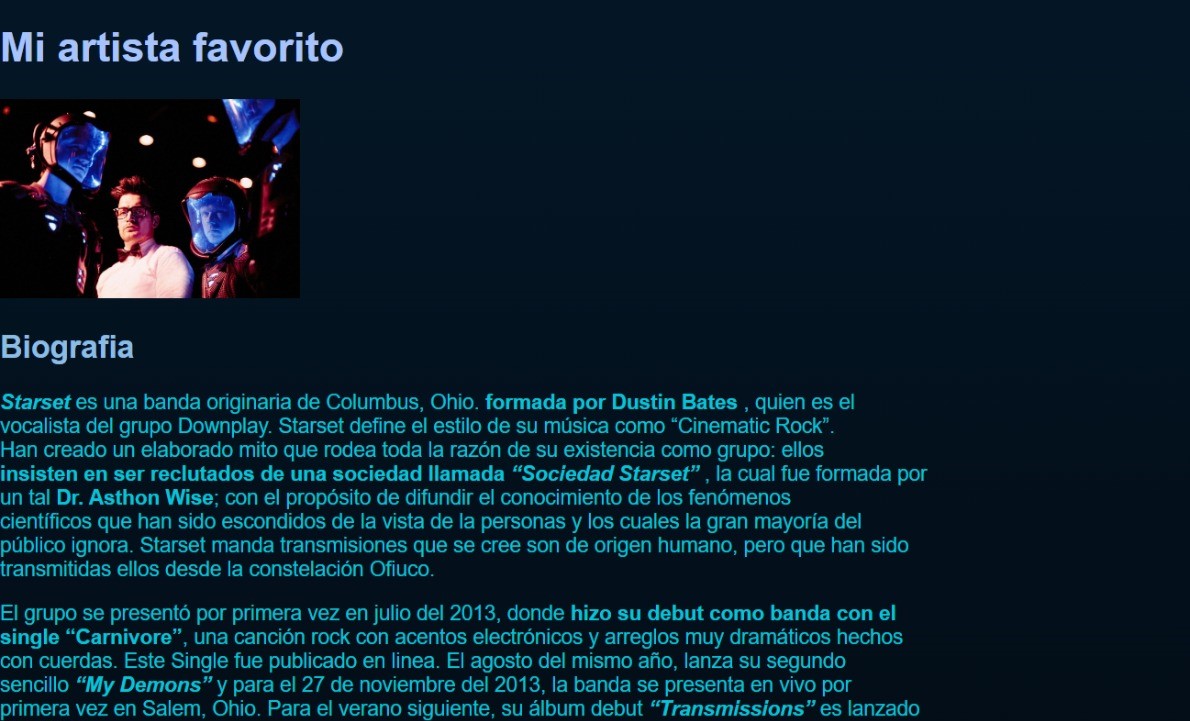 Mi artista favorito
Biografia
Starset es una banda originaria de Columbus, Ohio. formada por Dustin Bates , quien es el
vocalista del grupo Downplay. Starset define el estilo de su música como “Cinematic Rock”.
Han creado un elaborado mito que rodea toda la razón de su existencia como grupo: ellos
insisten en ser reclutados de una sociedad llamada “Sociedad Starset” , la cual fue formada por
un tal Dr. Asthon Wise; con el propósito de difundir el conocimiento de los fenómenos
científicos que han sido escondidos de la vista de la personas y los cuales la gran mayoría del
público ignora. Starset manda transmisiones que se cree son de origen humano, pero que han sido
transmitidas ellos desde la constelación Ofiuco.
El grupo se presentó por primera vez en julio del 2013, donde hizo su debut como banda con el
single “Carnivore”, una canción rock con acentos electrónicos y arreglos muy dramáticos hechos
con cuerdas. Este Single fue publicado en linea. El agosto del mismo año, lanza su segundo
sencillo “My Demons” y para el 27 de noviembre del 2013, la banda se presenta en vivo por
primera vez en Salem, Ohio. Para el verano siguiente, su álbum debut “Transmissions” es lanzado